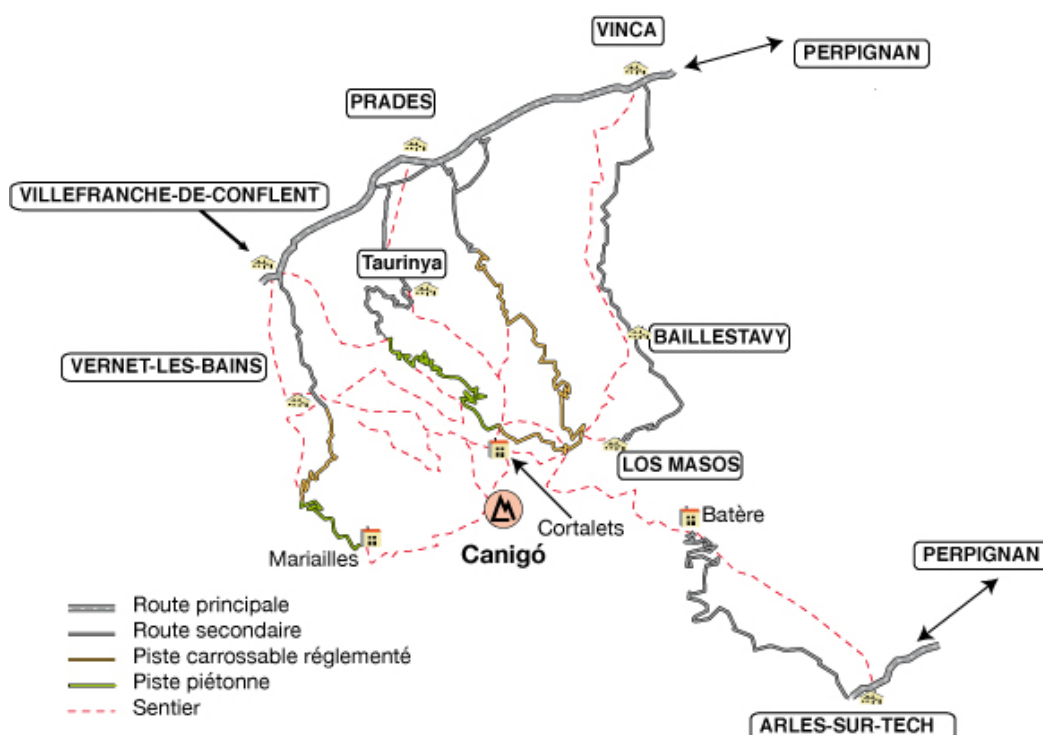 VINCA
PERPIGNAN
PRADES
VILLEFRANCHE-DE-CONFLENT
Taurinya
BAILLESTAVY
VERNET-LES-BAINS
LOS MASOS
Cortalets
Batère
Mariailles
Canigó
PERPIGNAN
Route principale
Route secondaire
Piste carrossable réglementé
Piste piétonne
Sentier
ARLES-SUR-TECH